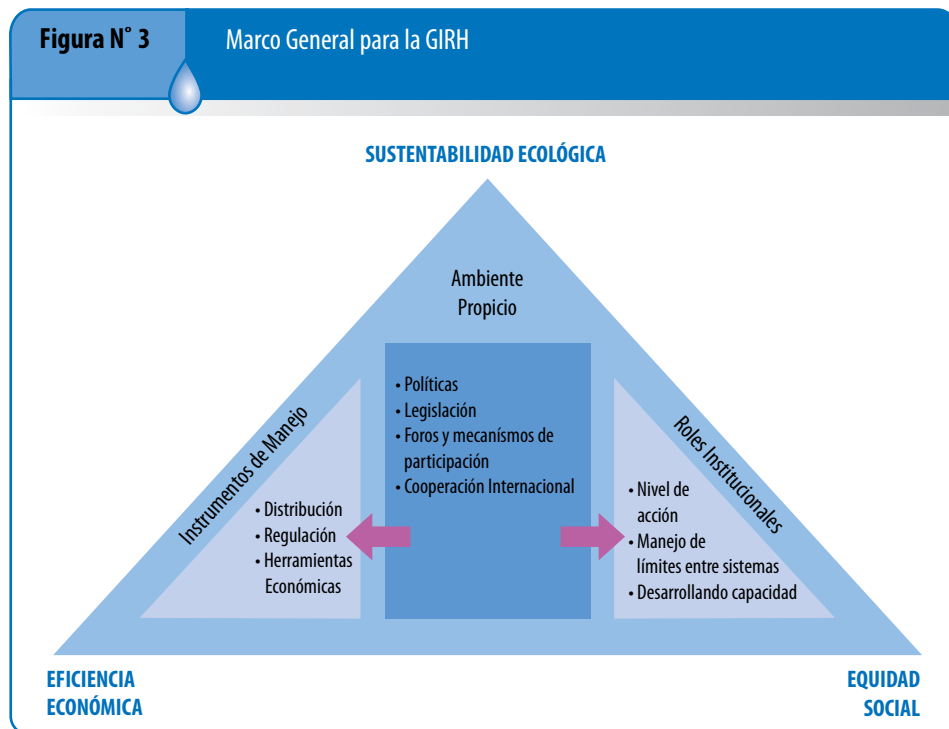 Figura N° 3
Marco General para la GIRH
SUSTENTABILIDAD ECOLÓGICA
Ambiente
Propicio
• Políticas
• Legislación
• Foros y mecanísmos de
participación
• Cooperación Internacional
Instrumentos de Manejo
• Distribución
• Regulación
• Herramientas
Económicas
Roles Institucionales
• Nivel de
acción
• Manejo de
límites entre sistemas
• Desarrollando capacidad
EFICIENCIA
ECONÓMICA
EQUIDAD
SOCIAL